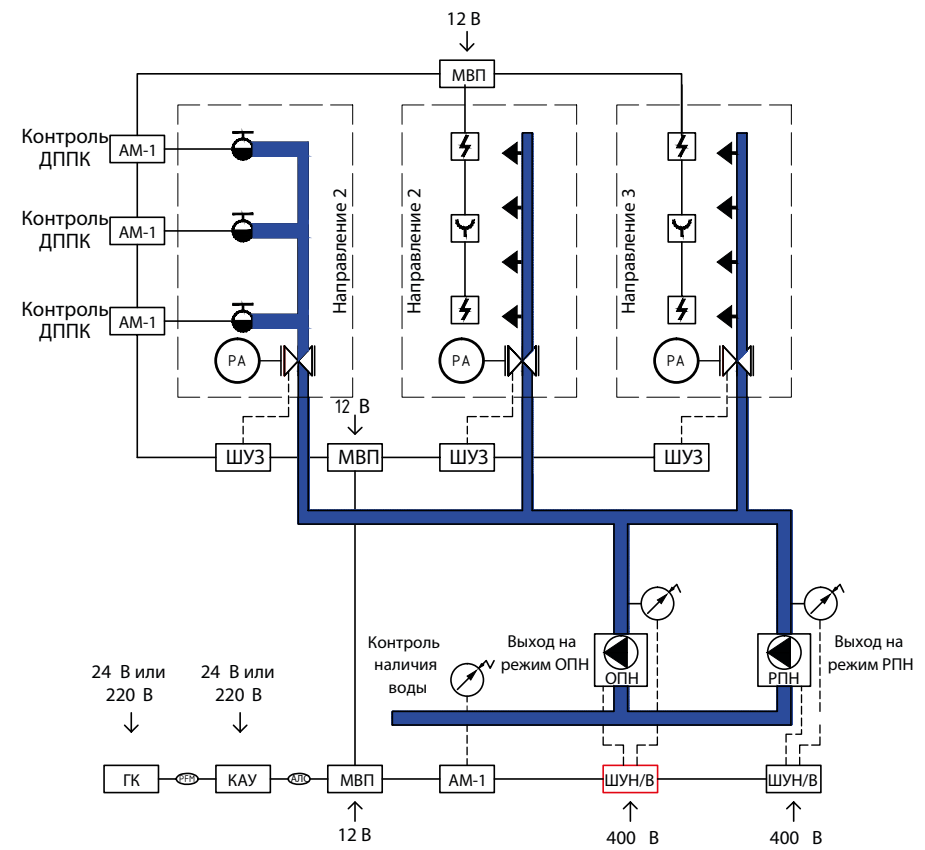 12 В
МВП
Контроль
ДППК
АМ-1
Контроль
ДППК
АМ-1
Контроль
ДППК
АМ-1
Направление 2
Направление 2
Направление 3
РА
РА
РА
12 В
ШУЗ
МВП
ШУЗ
ШУЗ
Контроль
наличия
воды
Выход на
режим ОПН
ОПН
РПН
Выход на
режим РПН
24 В или
220 В
24 В или
220 В
ГК
PFM
КАУ
АЛС
МВП
АМ-1
ШУН/В
ШУН/В
12 В
400 В
400 В